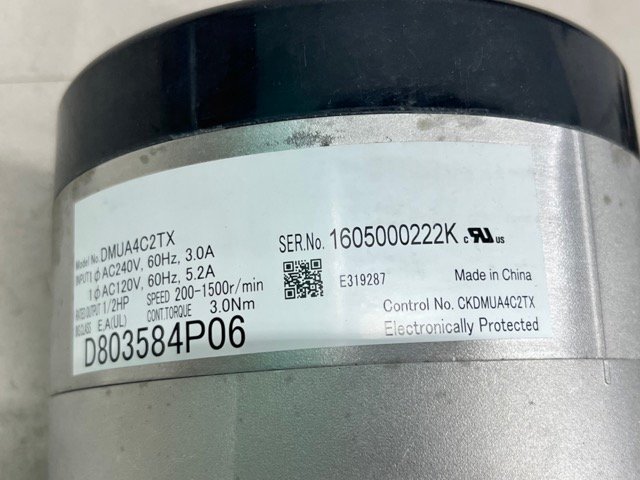 Model No. DMUA4C2TX
INPUT 1ϕ AC240V, 60Hz, 3.0A
1ϕ AC120V, 60Hz, 5.2A
RATED OUTPUT 1/2HP SPEED 200-1500r/min
INS.CLASS E,A(UL) CONT.TORQUE 3.0Nm
D803584P06
SER.No. 1605000222K c RU US
E319287 Made in China
Control No. CKDMUA4C2TX
Electronically Protected